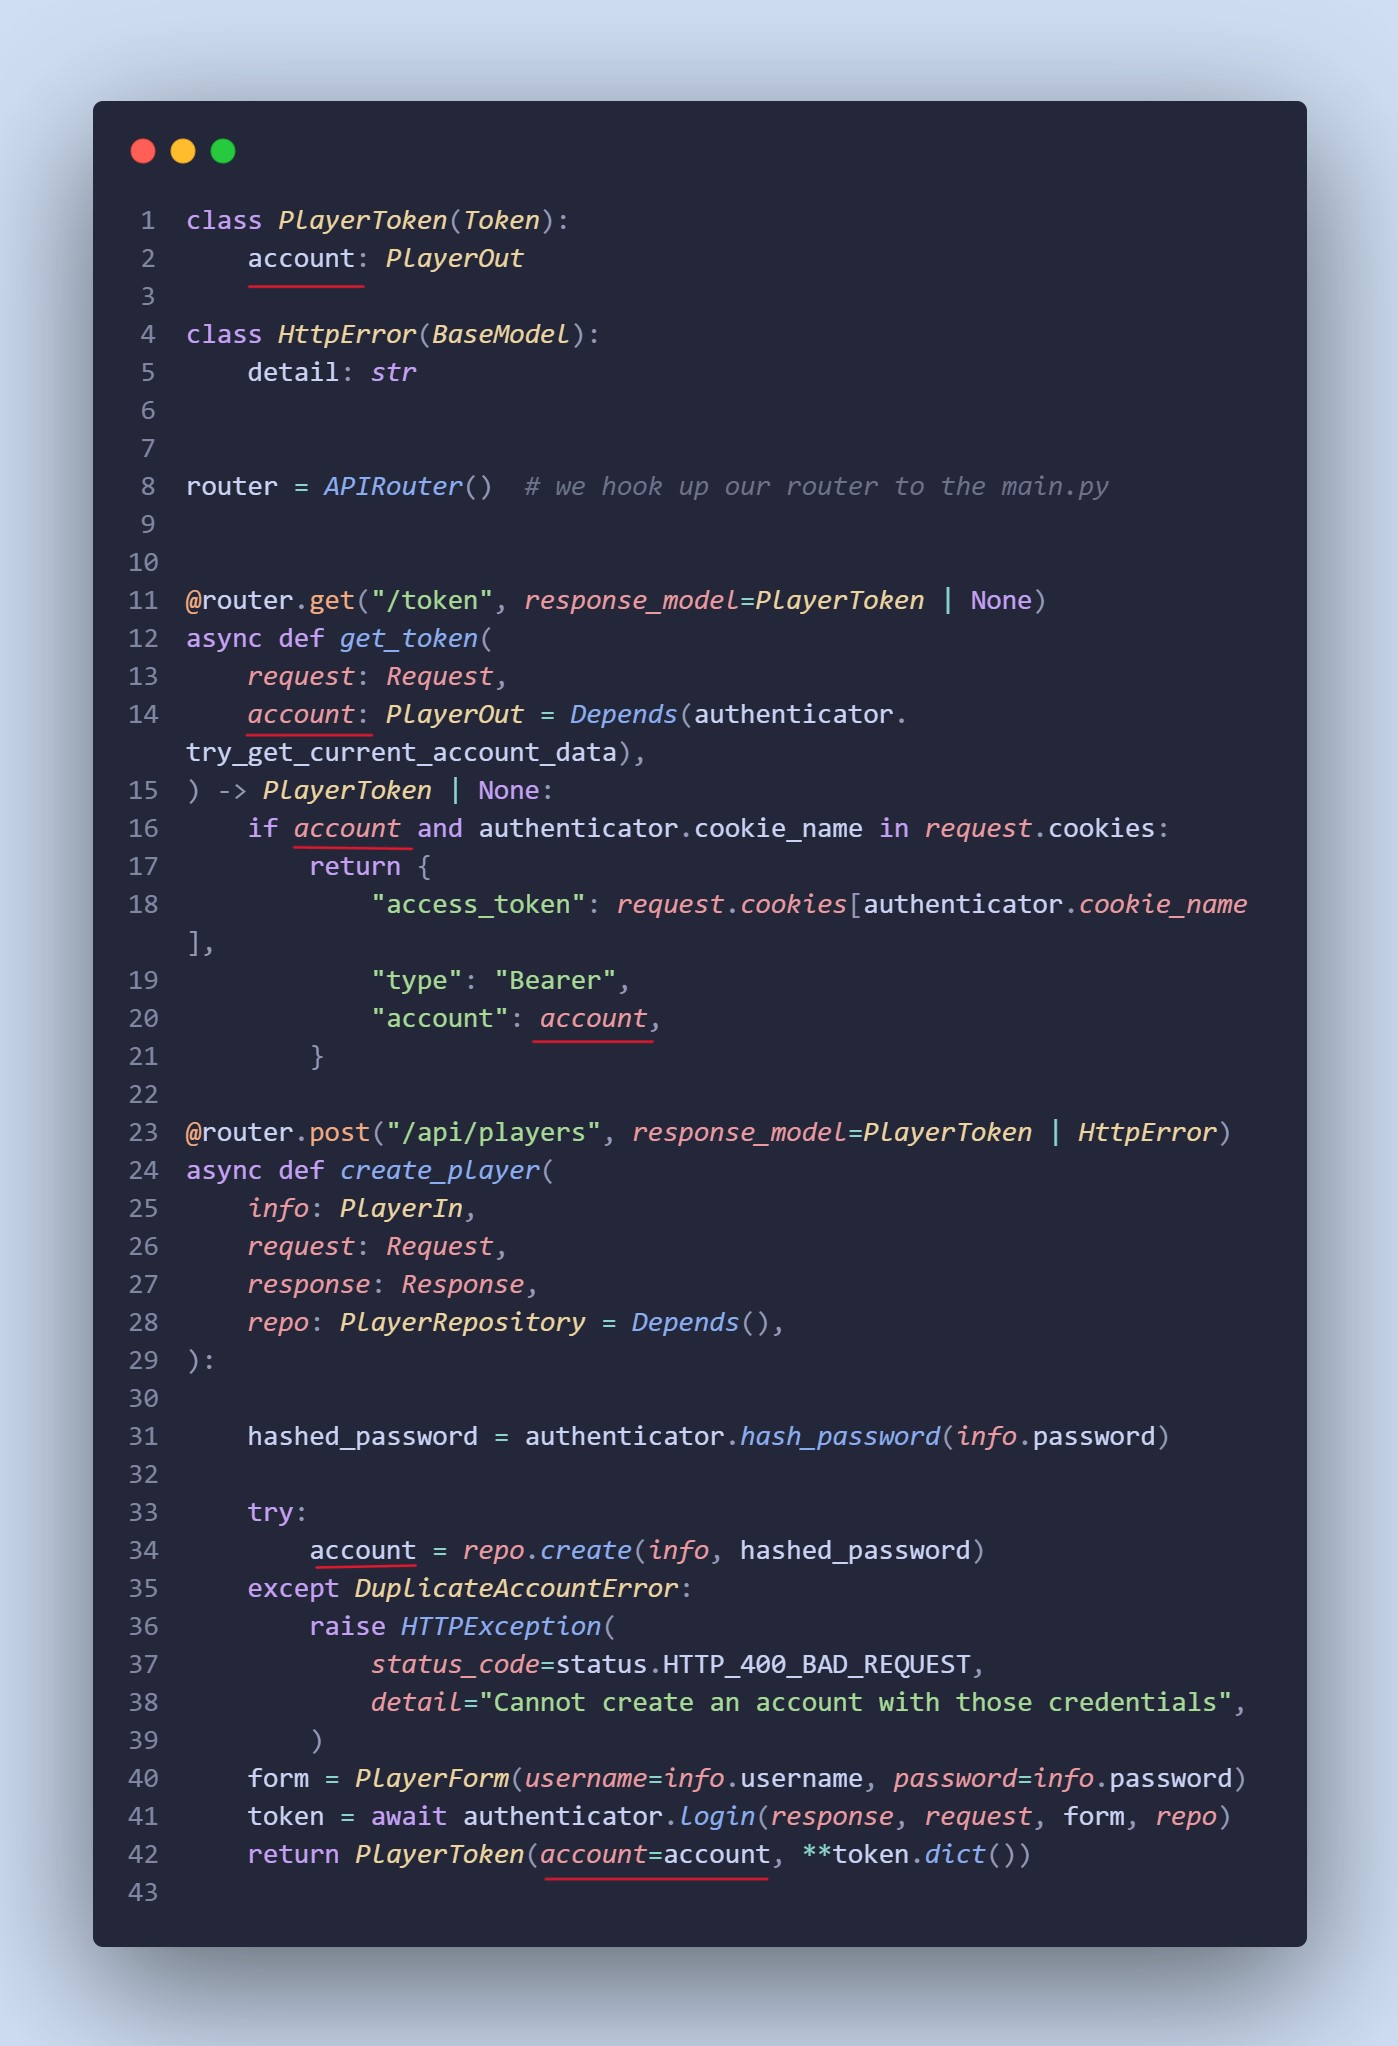 1 class PlayerToken(Token):
2     account: PlayerOut
3
4 class HttpError(BaseModel):
5     detail: str
6
7
8 router = APIRouter()  # we hook up our router to the main.py
9
10
11 @router.get("/token", response_model=PlayerToken | None)
12 async def get_token(
13     request: Request,
14     account: PlayerOut = Depends(authenticator.
try_get_current_account_data),
15 ) -> PlayerToken | None:
16     if account and authenticator.cookie_name in request.cookies:
17         return {
18             "access_token": request.cookies[authenticator.cookie_name
],
19             "type": "Bearer",
20             "account": account,
21         }
22
23 @router.post("/api/players", response_model=PlayerToken | HttpError)
24 async def create_player(
25     info: PlayerIn,
26     request: Request,
27     response: Response,
28     repo: PlayerRepository = Depends(),
29 ):
30
31     hashed_password = authenticator.hash_password(info.password)
32
33     try:
34         account = repo.create(info, hashed_password)
35     except DuplicateAccountError:
36         raise HTTPException(
37             status_code=status.HTTP_400_BAD_REQUEST,
38             detail="Cannot create an account with those credentials",
39         )
40     form = PlayerForm(username=info.username, password=info.password)
41     token = await authenticator.login(response, request, form, repo)
42     return PlayerToken(account=account, **token.dict())
43